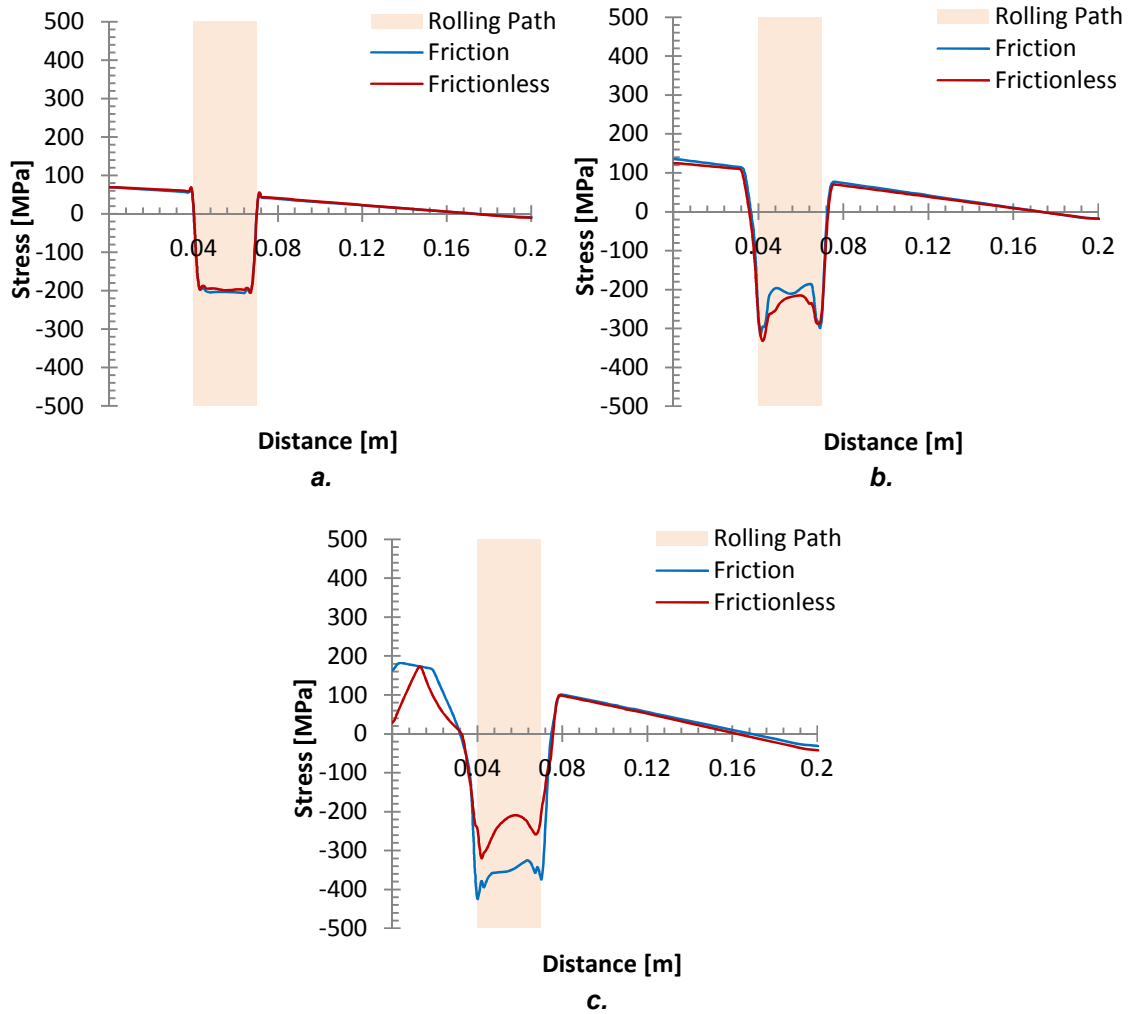 500
400
300
200
100
0
-100
-200
-300
-400
-500
Stress [MPa]
0.04
0.08
0.12
0.16
0.2
Distance [m]
Rolling Path
Friction
Frictionless
a.
500
400
300
200
100
0
-100
-200
-300
-400
-500
Stress [MPa]
0.04
0.08
0.12
0.16
0.2
Distance [m]
Rolling Path
Friction
Frictionless
b.
500
400
300
200
100
0
-100
-200
-300
-400
-500
Stress [MPa]
0.04
0.08
0.12
0.16
0.2
Distance [m]
Rolling Path
Friction
Frictionless
c.